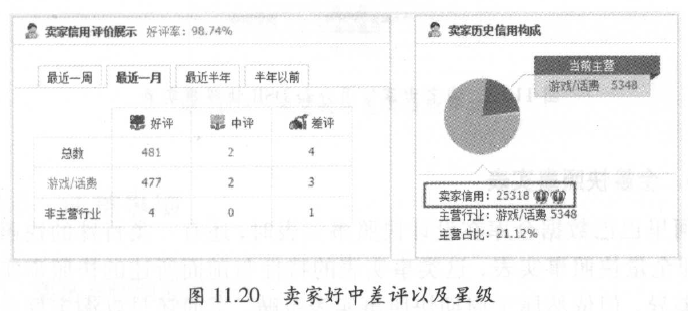 卖家信用评价展示 好评率：98.74%
最近一周 最近一月 最近半年 半年以前
好评 中评 差评
总数 481 2 4
游戏/话费 477 2 3
非主营行业 4 0 1
卖家历史信用构成
当前主营
游戏/话费 5348
卖家信用：25318
主营行业：游戏/话费 5348
主营占比：21.12%
图 11.20 卖家好中差评以及星级